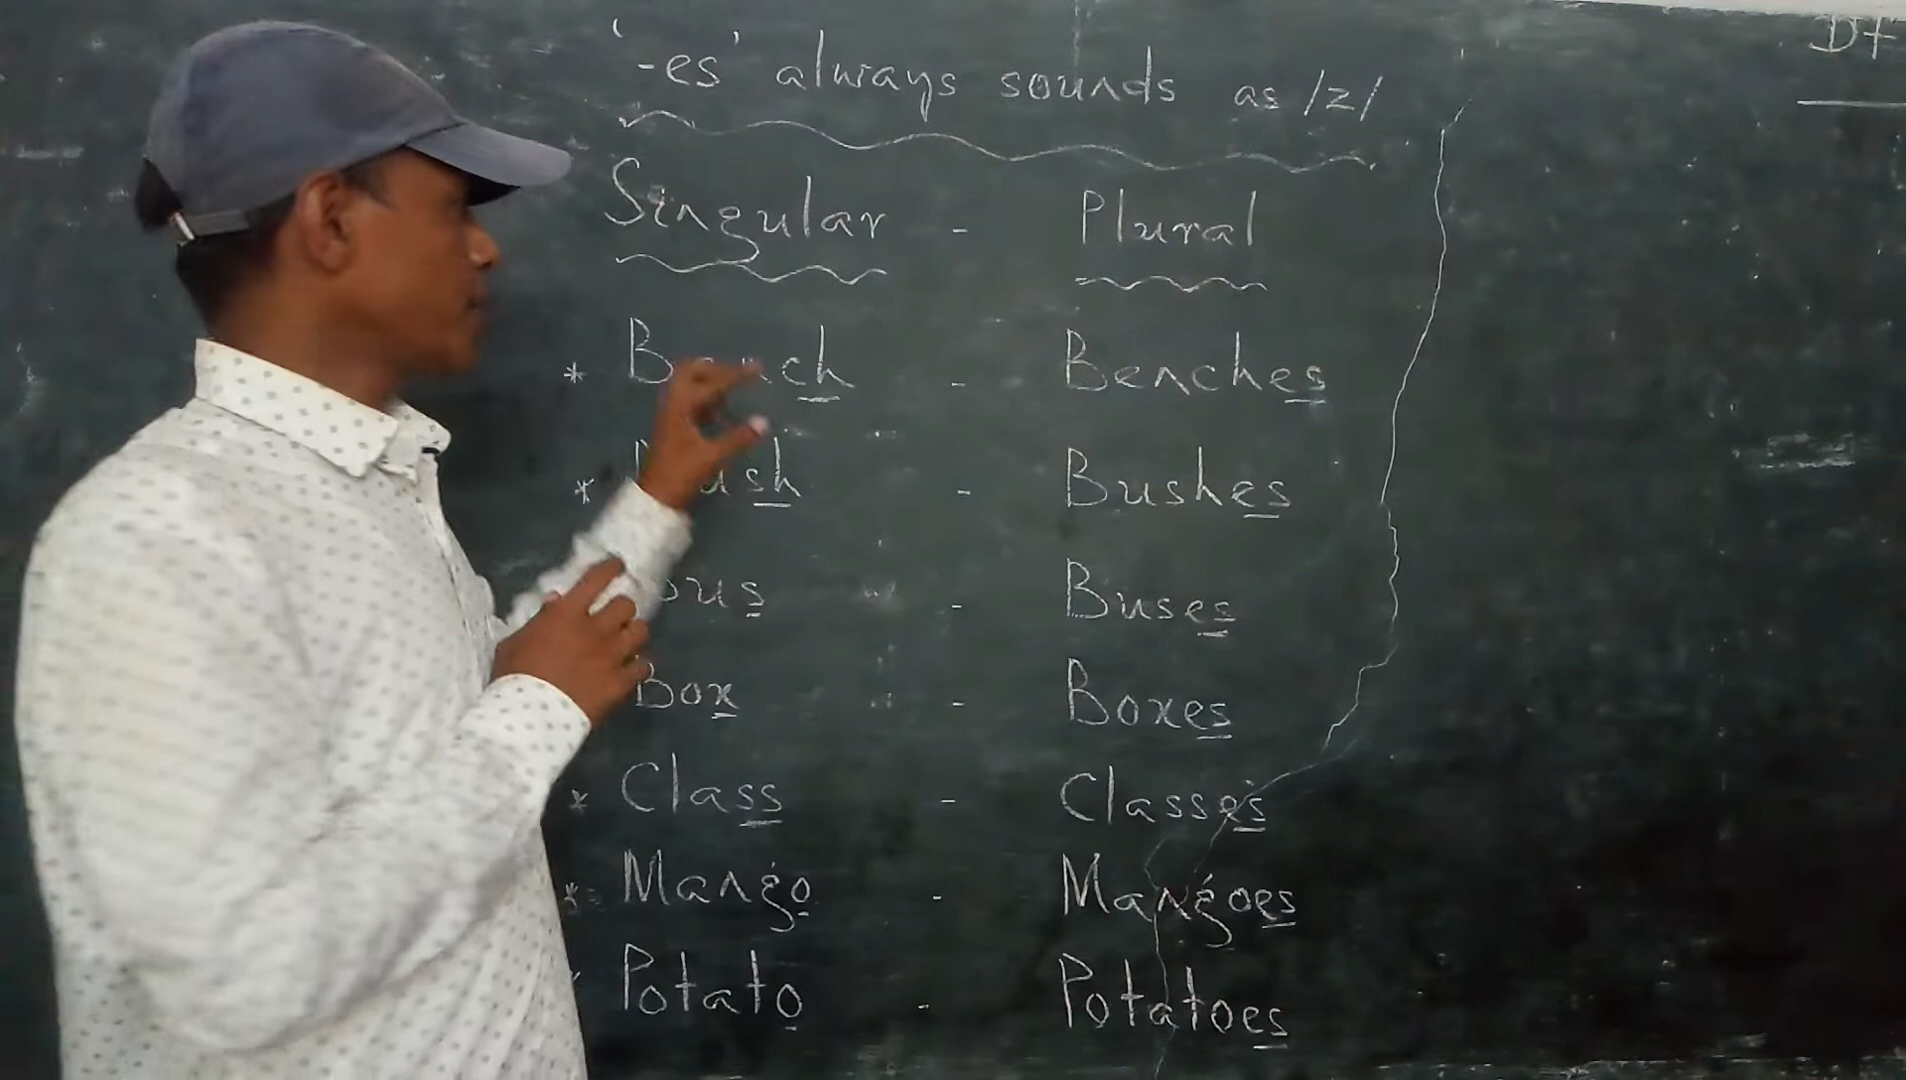 '-es' always sounds as /z/
Dt
Singular - Plural
* Bench - Benches
* Bush - Bushes
Bus - Buses
Box - Boxes
* Class - Classes
* Mango - Mangoes
* Potato - Potatoes